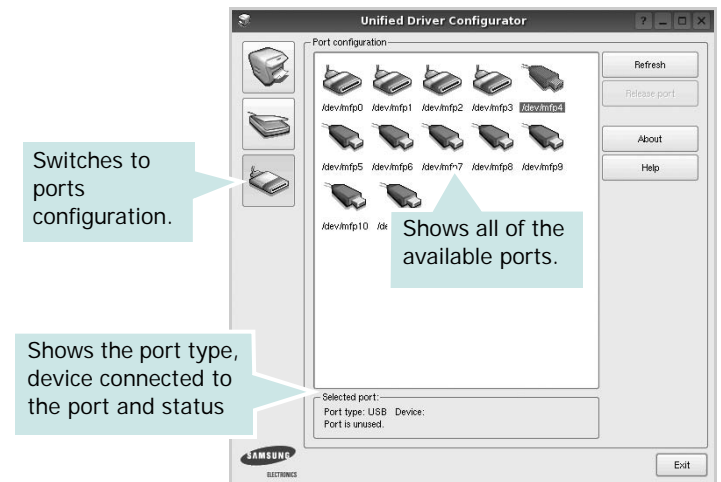 Unified Driver Configurator
Port configuration
/dev/mfp0 /dev/mfp1 /dev/mfp2 /dev/mfp3 /dev/mfp4
/dev/mfp5 /dev/mfp6 /dev/mfp7 /dev/mfp8 /dev/mfp9
/dev/mfp10 /de
Refresh
Release port
About
Help
Switches to
ports
configuration.
Shows all of the
available ports.
Shows the port type,
device connected to
the port and status
Selected port:
Port type: USB Device:
Port is unused.
SAMSUNG
ELECTRONICS
Exit